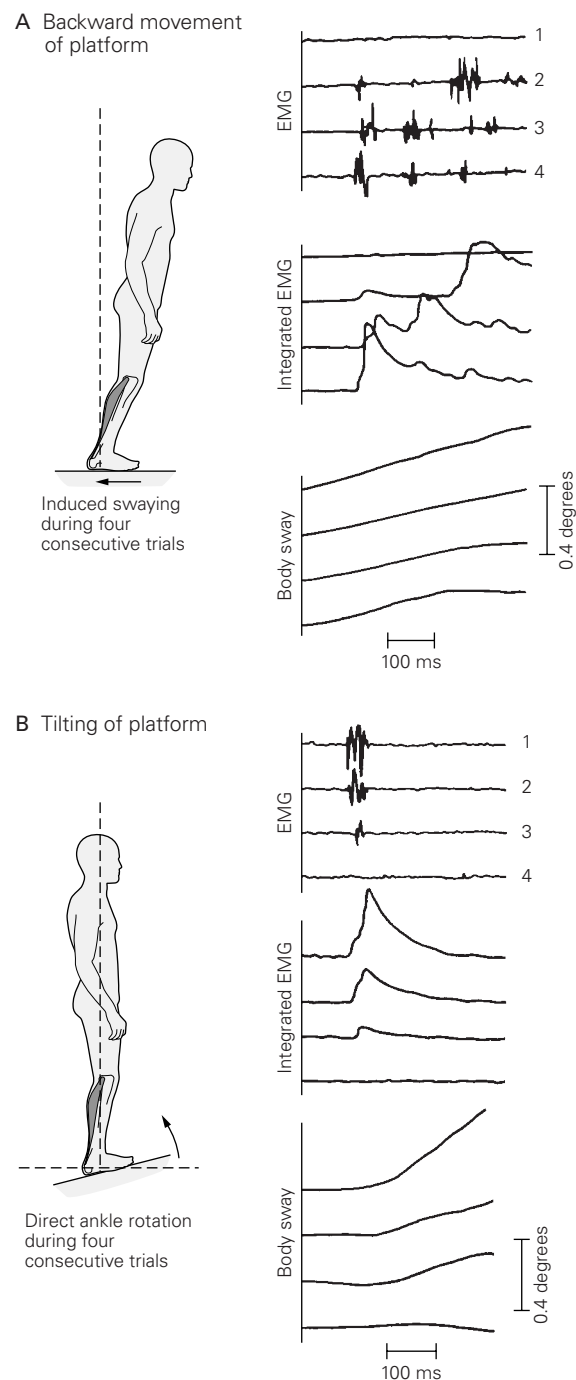 A Backward movement
of platform
EMG
1
2
3
4
Integrated EMG
Body sway
0.4 degrees
100 ms
Induced swaying
during four
consecutive trials
B Tilting of platform
EMG
1
2
3
4
Integrated EMG
Body sway
0.4 degrees
100 ms
Direct ankle rotation
during four
consecutive trials